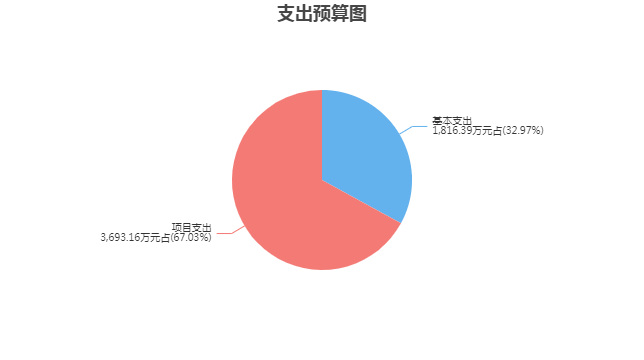 支出预算图
基本支出
1,816.39万元占(32.97%)
项目支出
3,693.16万元占(67.03%)